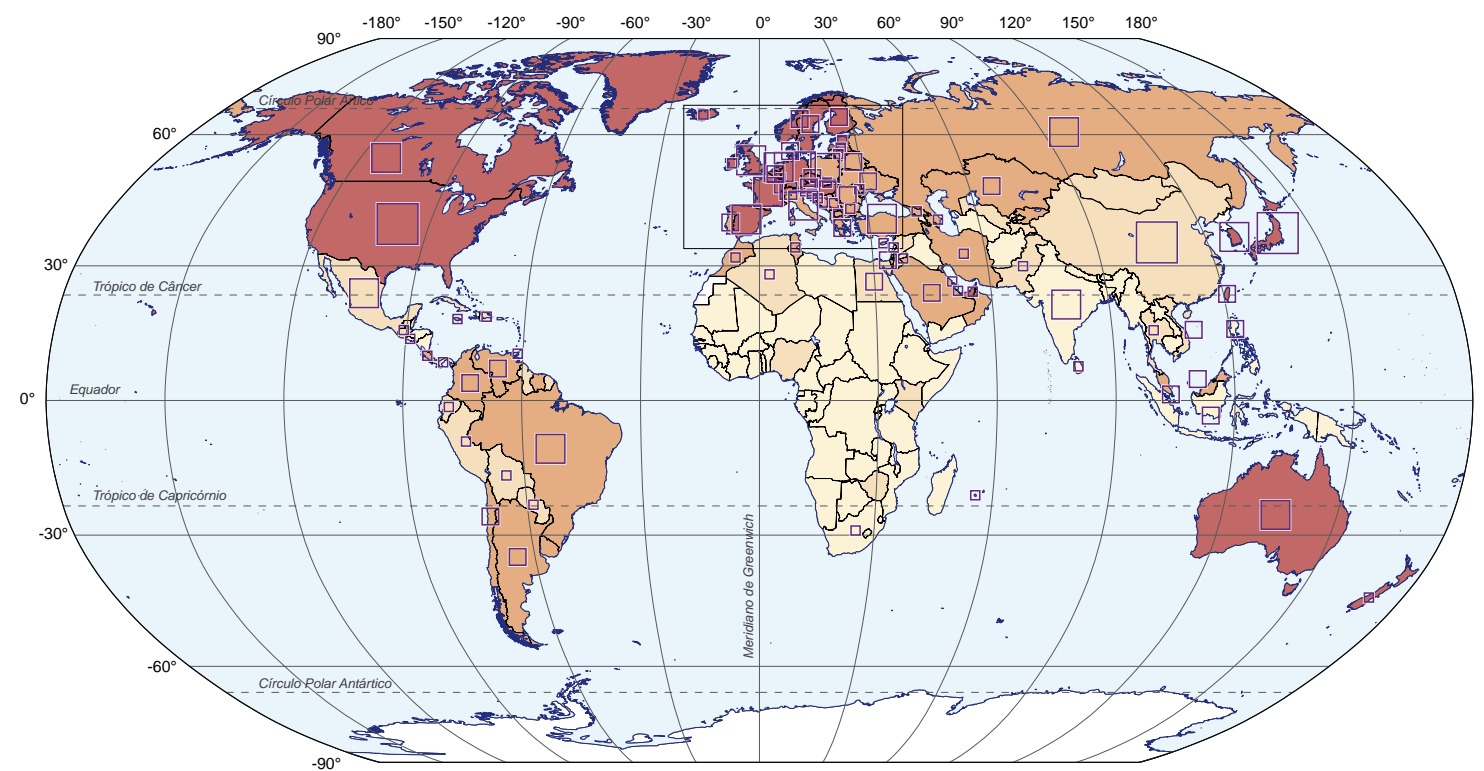 -180° -150° -120° -90° -60° -30° 0° 30° 60° 90° 120° 150° 180°
90°
Círculo Polar Ártico
60°
30°
Trópico de Câncer
Equador
0°
Trópico de Capricórnio
-30°
Meridiano de Greenwich
-60°
Círculo Polar Antártico
-90°